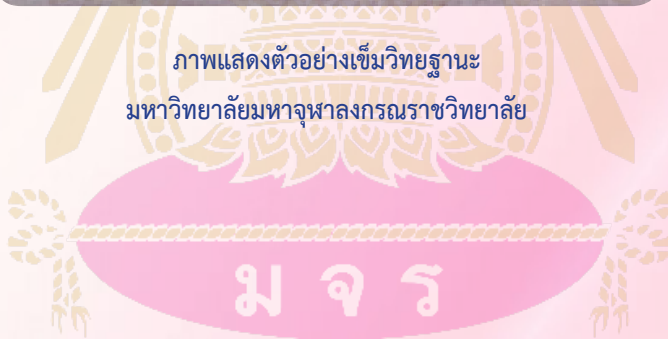 ภาพแสดงตัวอย่างเข็มวิทยฐานะ
มหาวิทยาลัยมหาจุฬาลงกรณราชวิทยาลัย
ม จ ร